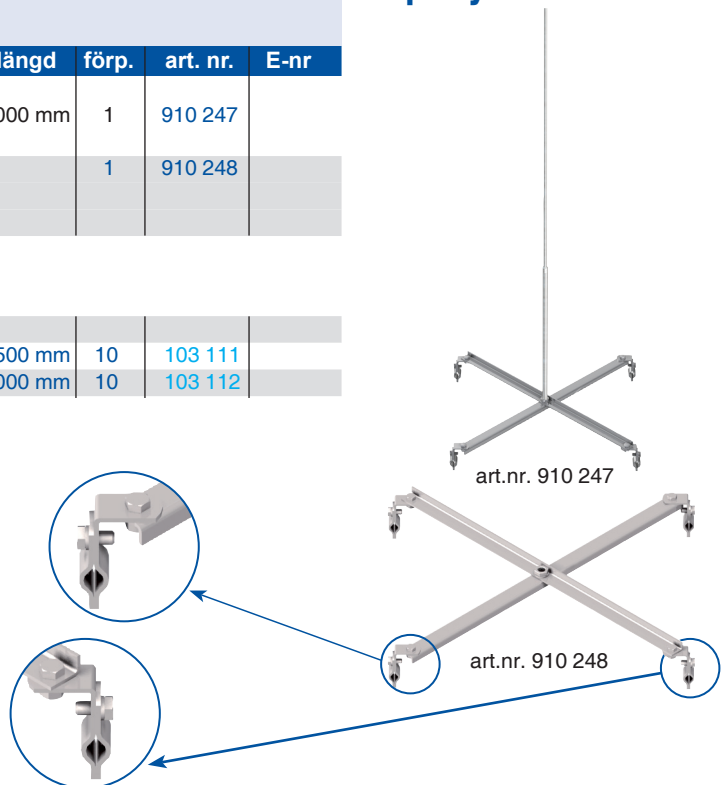 längd förp. art. nr. E-nr
000 mm 1 910 247
1 910 248
500 mm 10 103 111
000 mm 10 103 112
art.nr. 910 247
art.nr. 910 248